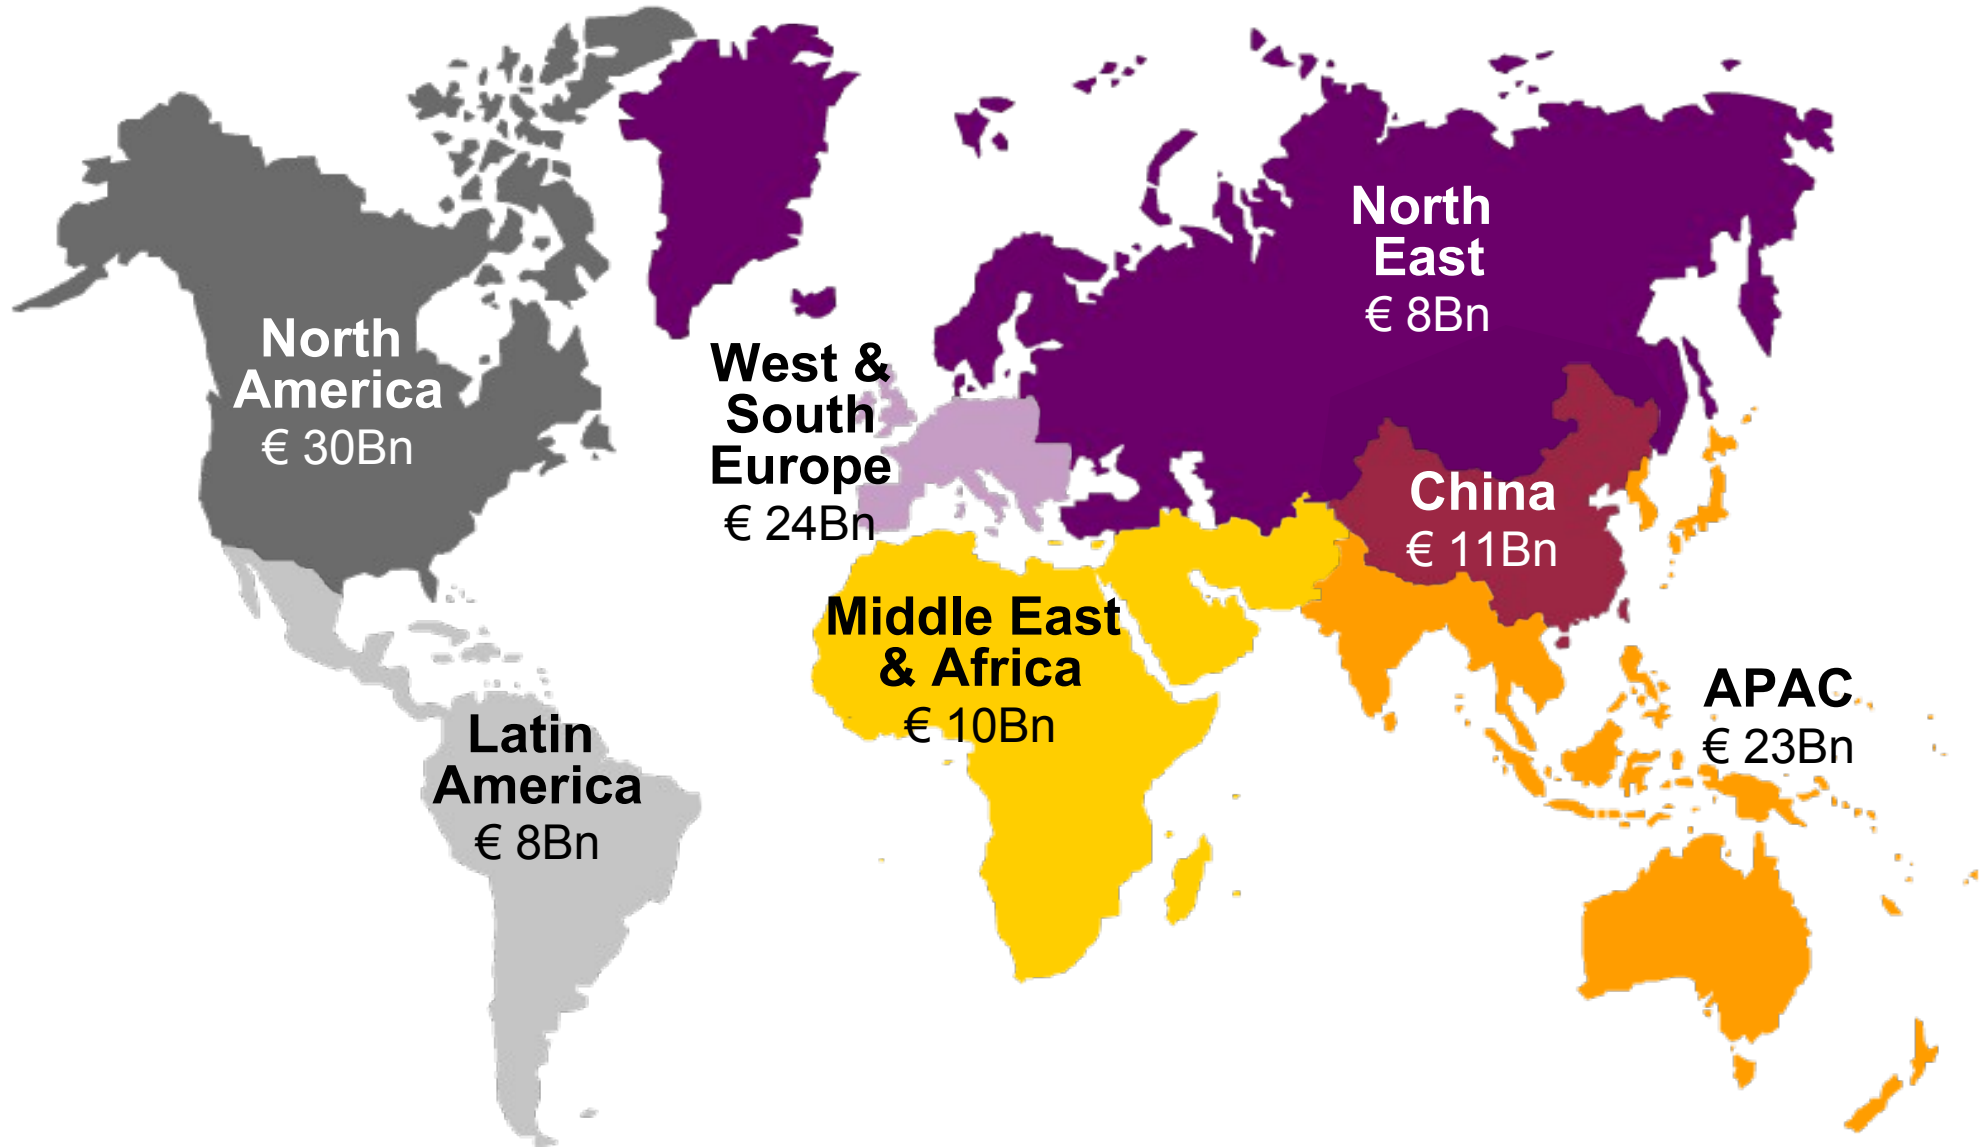 North
America
€ 30Bn
Latin
America
€ 8Bn
West &
South
Europe
€ 24Bn
Middle East
& Africa
€ 10Bn
North
East
€ 8Bn
China
€ 11Bn
APAC
€ 23Bn